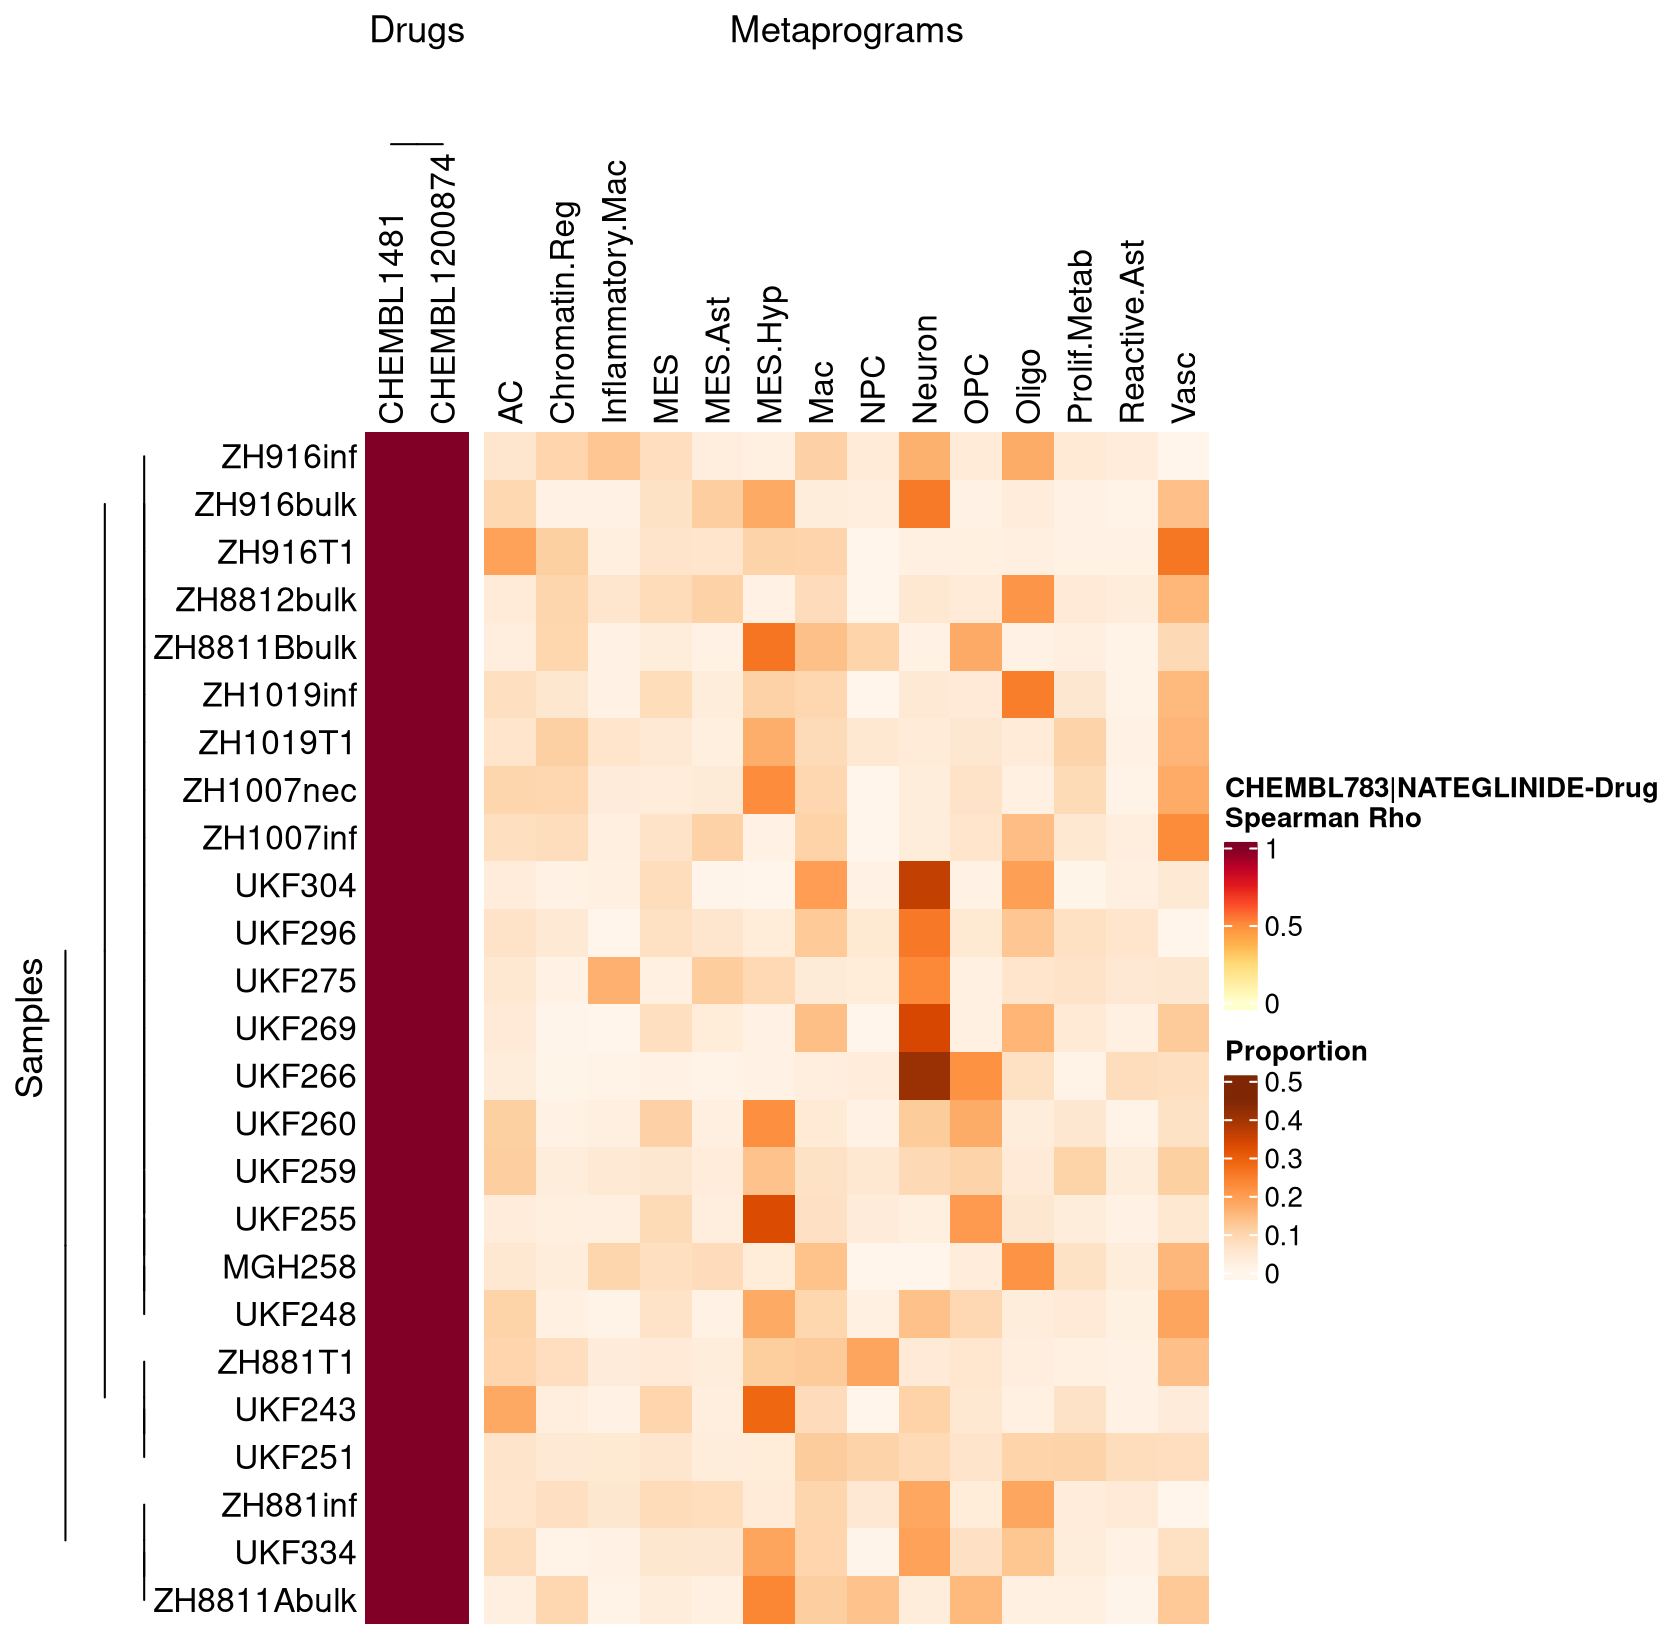 Drugs
Metaprograms
CHEMBL1481
CHEMBL1200874
AC
Chromatin.Reg
Inflammatory.Mac
MES
MES.Ast
MES.Hyp
Mac
NPC
Neuron
OPC
Oligo
Prolif.Metab
Reactive.Ast
Vasc
Samples
ZH916inf
ZH916bulk
ZH916T1
ZH8812bulk
ZH8811Bbulk
ZH1019inf
ZH1019T1
ZH1007nec
ZH1007inf
UKF304
UKF296
UKF275
UKF269
UKF266
UKF260
UKF259
UKF255
MGH258
UKF248
ZH881T1
UKF243
UKF251
ZH881inf
UKF334
ZH8811Abulk
CHEMBL783|NATEGLINIDE-Drug
Spearman Rho
1
0.5
0
Proportion
0.5
0.4
0.3
0.2
0.1
0